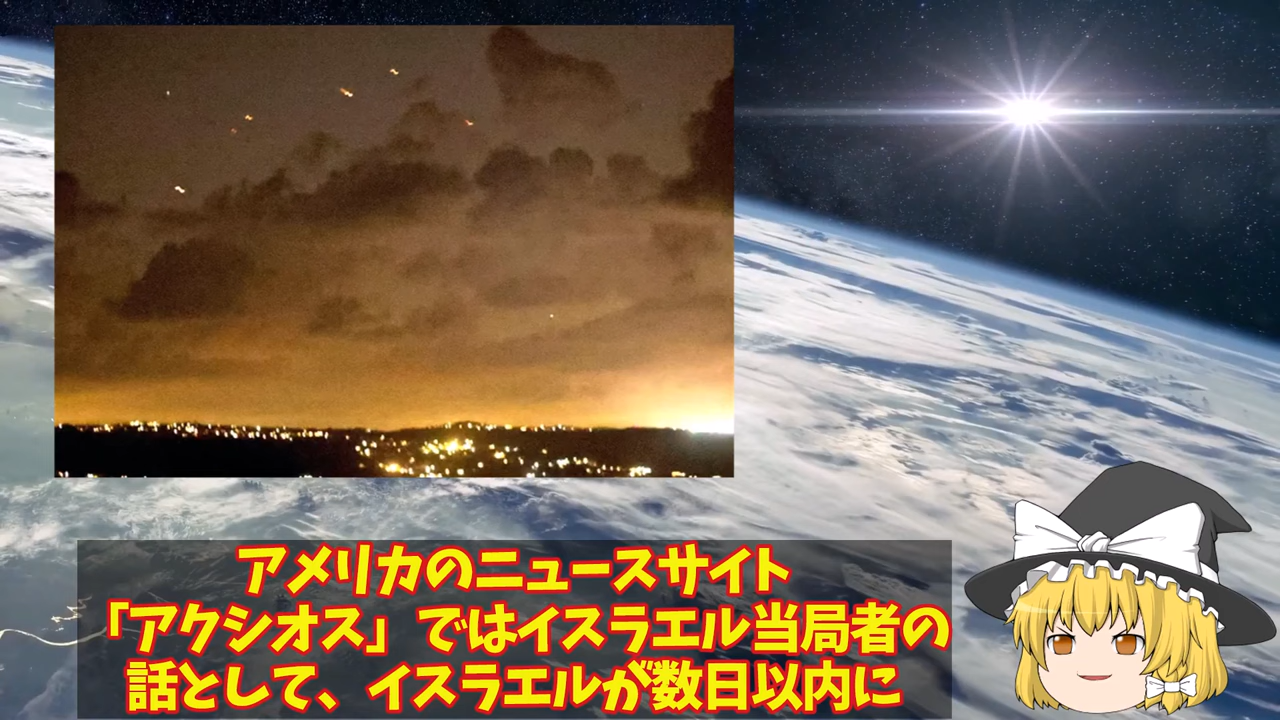 アメリカのニュースサイト
「アクシオス」ではイスラエル当局者の
話として、イスラエルが数日以内に